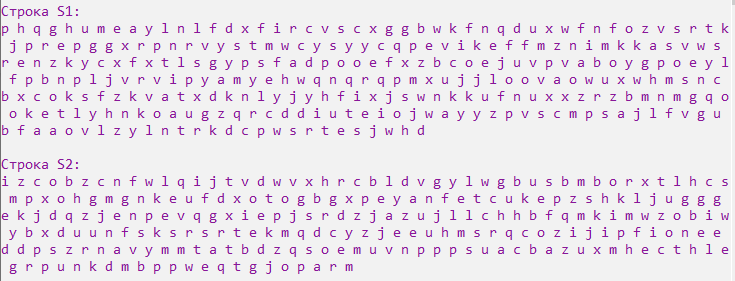 Строка S1:
p h q g h u m e a y l n l f d x f i r c v s c x g g b w k f n q d u x w f n f o z v s r t k
j p r e p g g x r p n r v y s t m w c y s y y c q p e v i k e f f m z n i m k k a s v w s
r e n z k y c x f x t l s g y p s f a d p o o e f x z b c o e j u v p v a b o y g p o e y l
f p b n p l j v r v i p y a m y e h w q n q r q p m x u j j l o o v a o w u x w h m s n c
b x c o k s f z k v a t x d k n l y j y h f i x j s w n k k u f n u x x z r z b m n m g q o
o k e t l y h n k o a u g z q r c d d i u t e i o j w a y y z p v s c m p s a j l f v g u
b f a a o v l z y l n t r k d c p w s r t e s j w h d
Строка S2:
i z c o b z c n f w l q i j t v d w v x h r c b l d v g y l w g b u s b m b o r x t l h c s
m p x o h g m g n k e u f d x o t o g b g x p e y a n f e t c u k e p z s h k l j u g g g
e k j d q z j e n p e v q g x i e p j s r d z j a z u j l l c h h b f q m k i m w z o b i w
y b x d u u n f s k s r s r t e k m q d c y z j e e u h m s r q c o z i j i p f i o n e e
d d p s z r n a v y m m t a t b d z q s o e m u v n p p p s u a c b a z u x m h e c t h l e
g r p u n k d m b p p w e q t g j o p a r m